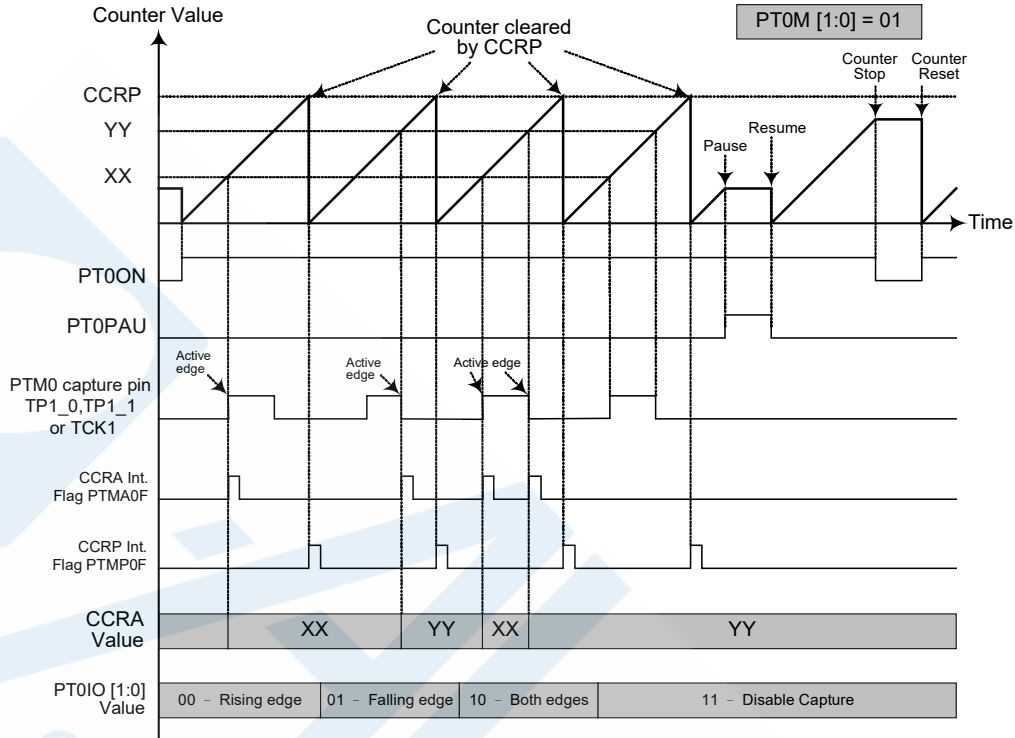 Counter Value
PT0M [1:0] = 01
Counter cleared
by CCRP
Counter
Stop
Counter
Reset
CCRP
YY
XX
Pause
Resume
Time
PT0ON
PT0PAU
Active
edge
Active
edge
Active edge
PTM0 capture pin
TP1_0,TP1_1
or TCK1
CCRA Int.
Flag PTMA0F
CCRP Int.
Flag PTMP0F
CCRA
Value
XX
YY
XX
YY
PT0IO [1:0]
Value
00 – Rising edge
01 – Falling edge
10 – Both edges
11 – Disable Capture